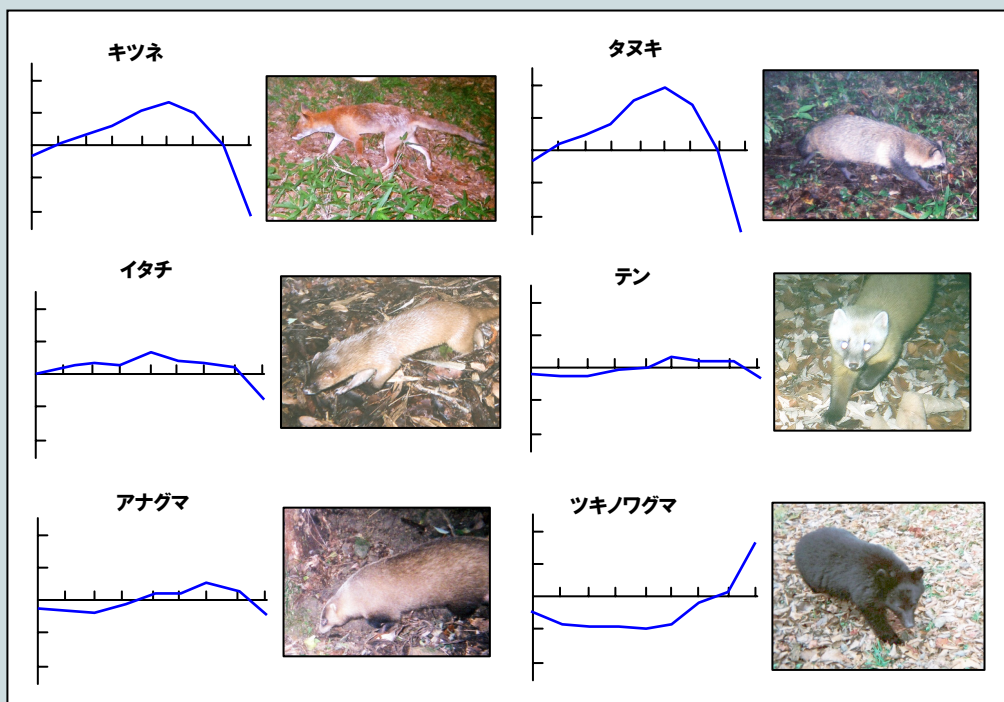 キツネ
タヌキ
イタチ
テン
アナグマ
ツキノワグマ